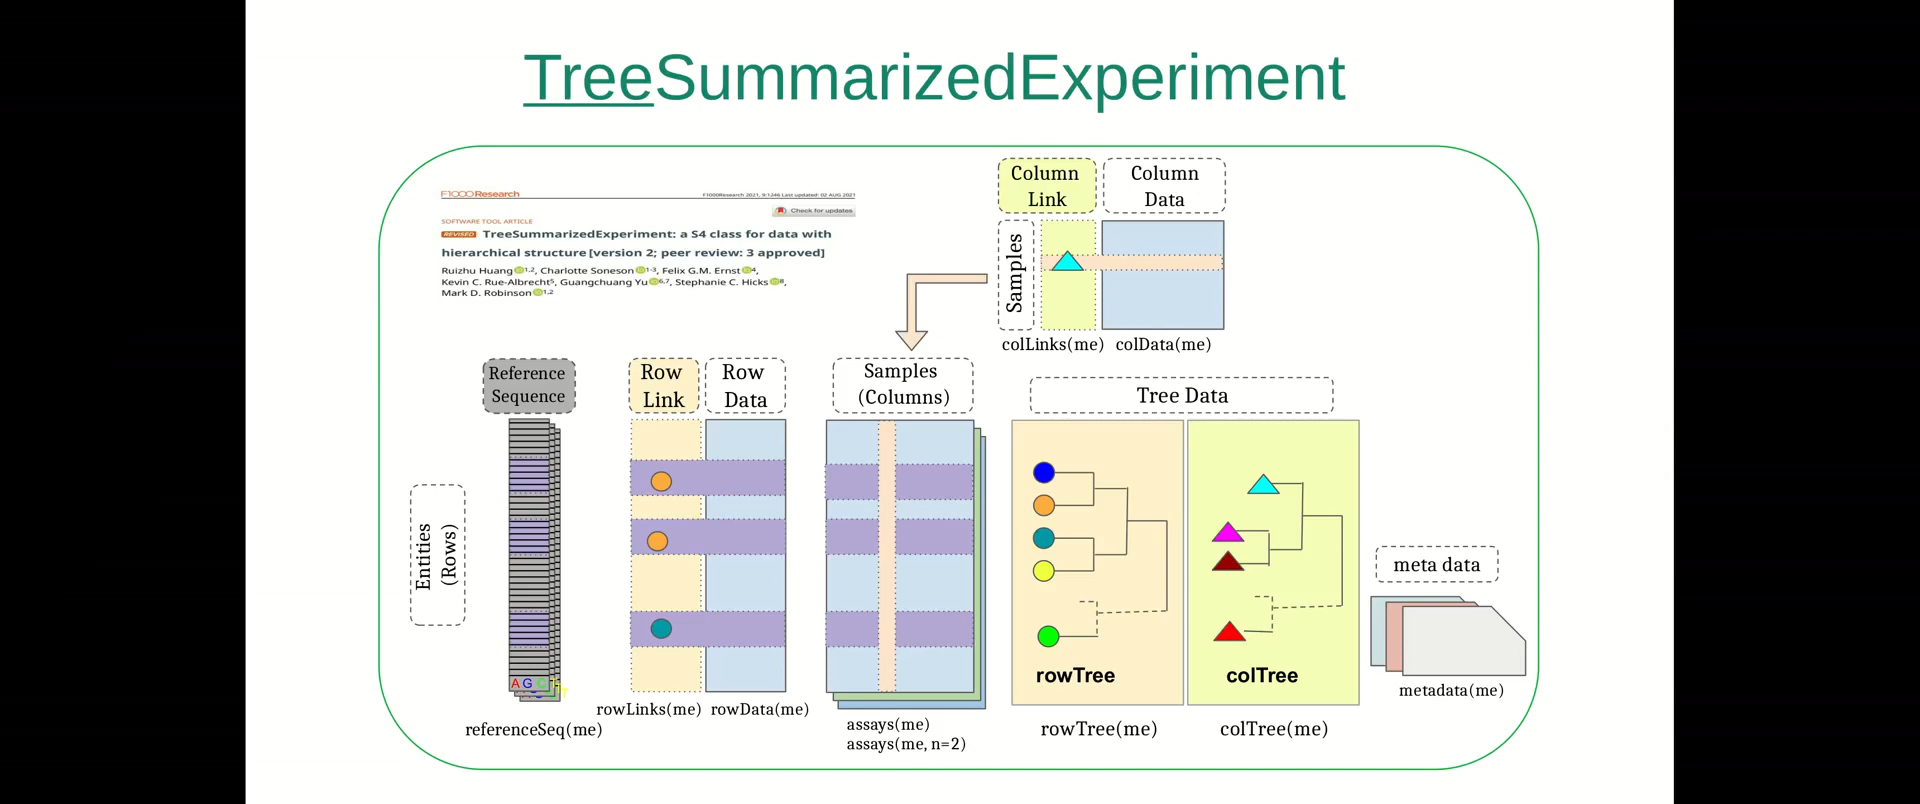 TreeSummarizedExperiment
F1000Research
F1000Research 2021, 9:1246 Last updated: 02 AUG 2021
Check for updates
SOFTWARE TOOL ARTICLE
REVISED TreeSummarizedExperiment: a S4 class for data with
hierarchical structure [version 2; peer review: 3 approved]
Ruizhu Huang 1,2, Charlotte Soneson 1-3, Felix G.M. Ernst 4,
Kevin C. Rue-Albrecht5, Guangchuang Yu 6,7, Stephanie C. Hicks 8,
Mark D. Robinson 1,2
Column
Link
Column
Data
Samples
colLinks(me)
colData(me)
Reference
Sequence
Row
Link
Row
Data
Samples
(Columns)
Tree Data
Entities
(Rows)
A G C
T
referenceSeq(me)
rowLinks(me)
rowData(me)
assays(me)
assays(me, n=2)
rowTree
colTree
rowTree(me)
colTree(me)
meta data
metadata(me)